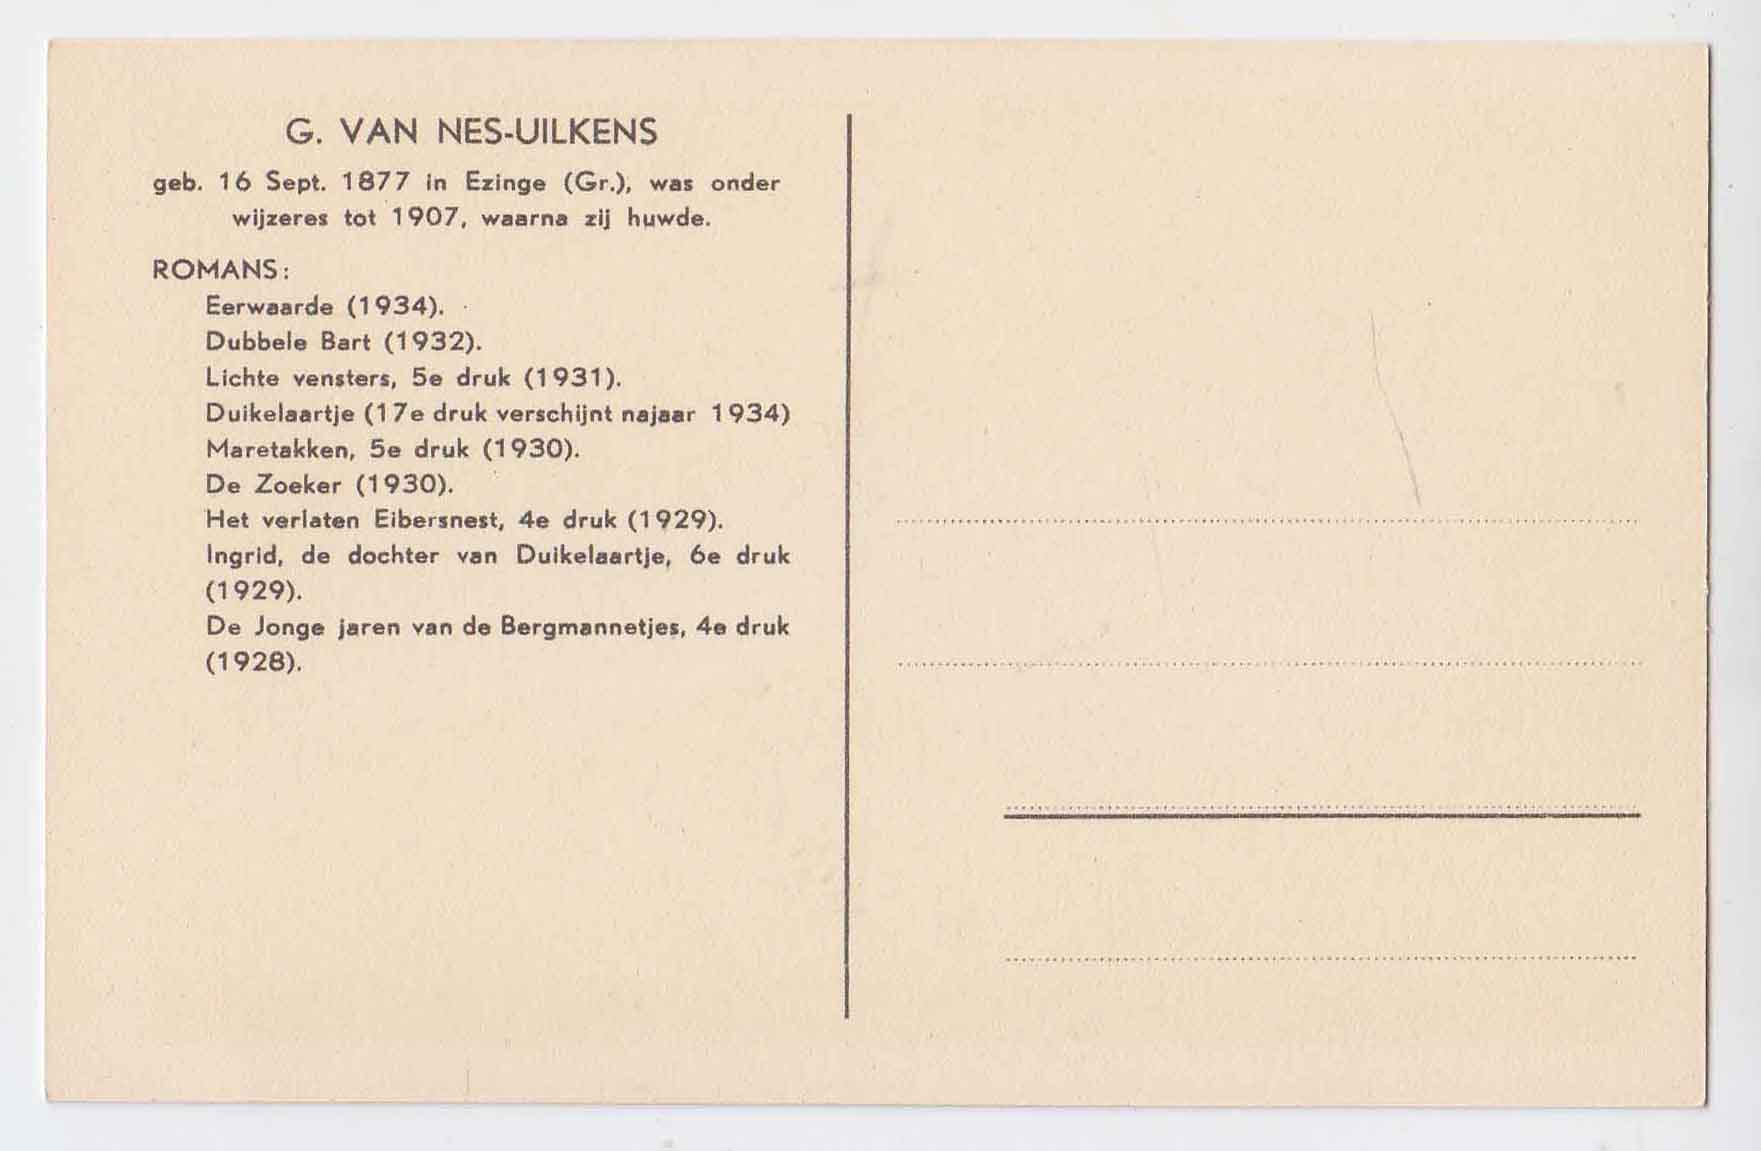 G. VAN NES-UILKENS
geb. 16 Sept. 1877 in Ezinge (Gr.), was onder
wijzeres tot 1907, waarna zij huwde.
ROMANS:
Eerwaarde (1934).
Dubbele Bart (1932).
Lichte vensters, 5e druk (1931).
Duikelaartje (17e druk verschijnt najaar 1934)
Maretakken, 5e druk (1930).
De Zoeker (1930).
Het verlaten Eibersnest, 4e druk (1929).
Ingrid, de dochter van Duikelaartje, 6e druk
(1929).
De Jonge jaren van de Bergmannetjes, 4e druk
(1928).